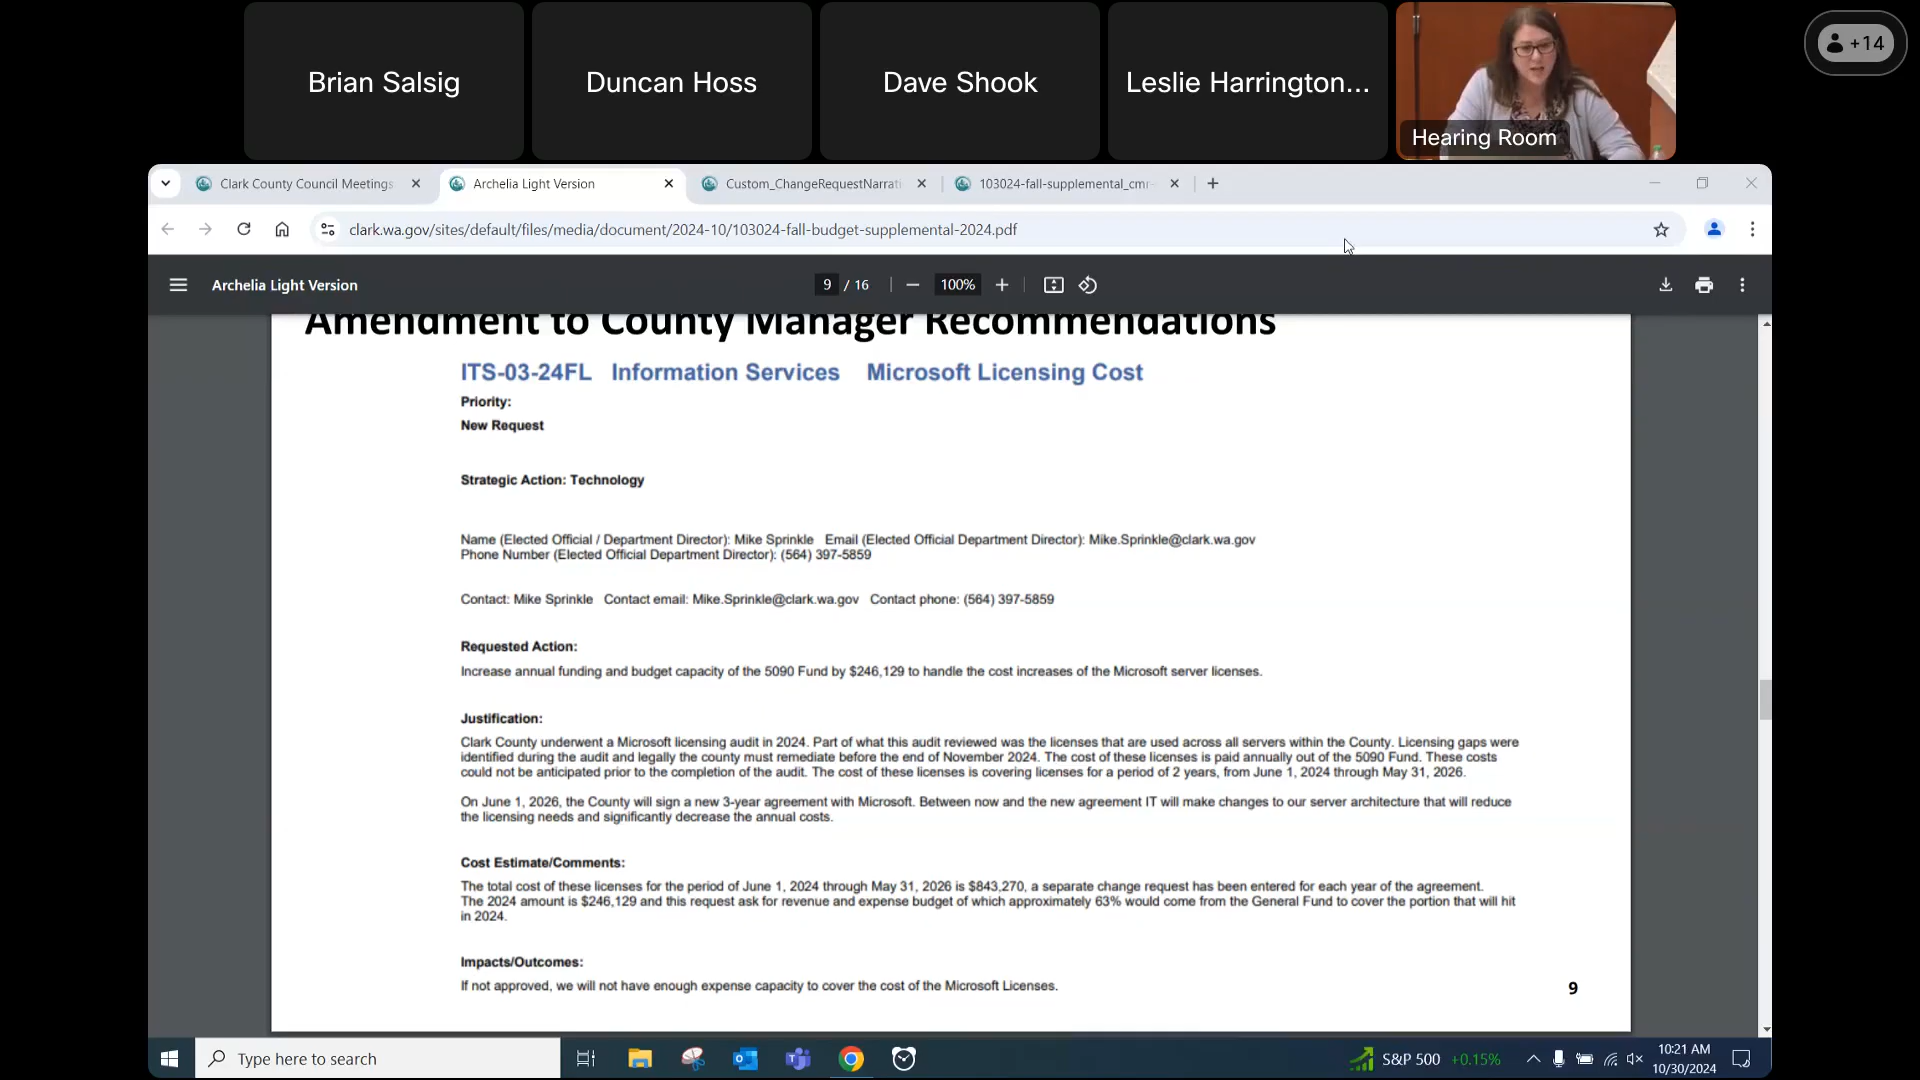 Brian Salsig
Duncan Hoss
Dave Shook
Leslie Harrington...
Hearing Room
+14
Clark County Council Meetings
Archelia Light Version
Custom_ChangeRequestNarrati
103024-fall-supplemental_cmr-
clark.wa.gov/sites/default/files/media/document/2024-10/103024-fall-budget-supplemental-2024.pdf
Archelia Light Version
9 / 16
100%
Amendment to County Manager Recommendations
ITS-03-24FL Information Services Microsoft Licensing Cost
Priority:
New Request
Strategic Action: Technology
Name (Elected Official / Department Director): Mike Sprinkle Email (Elected Official Department Director): Mike.Sprinkle@clark.wa.gov
Phone Number (Elected Official Department Director): (564) 397-5859
Contact: Mike Sprinkle Contact email: Mike.Sprinkle@clark.wa.gov Contact phone: (564) 397-5859
Requested Action:
Increase annual funding and budget capacity of the 5090 Fund by $246,129 to handle the cost increases of the Microsoft server licenses.
Justification:
Clark County underwent a Microsoft licensing audit in 2024. Part of what this audit reviewed was the licenses that are used across all servers within the County. Licensing gaps were
identified during the audit and legally the county must remediate before the end of November 2024. The cost of these licenses is paid annually out of the 5090 Fund. These costs
could not be anticipated prior to the completion of the audit. The cost of these licenses is covering licenses for a period of 2 years, from June 1, 2024 through May 31, 2026.
On June 1, 2026, the County will sign a new 3-year agreement with Microsoft. Between now and the new agreement IT will make changes to our server architecture that will reduce
the licensing needs and significantly decrease the annual costs.
Cost Estimate/Comments:
The total cost of these licenses for the period of June 1, 2024 through May 31, 2026 is $843,270, a separate change request has been entered for each year of the agreement.
The 2024 amount is $246,129 and this request ask for revenue and expense budget of which approximately 63% would come from the General Fund to cover the portion that will hit
in 2024.
Impacts/Outcomes:
If not approved, we will not have enough expense capacity to cover the cost of the Microsoft Licenses.
9
Type here to search
S&P 500 +0.15%
10:21 AM
10/30/2024